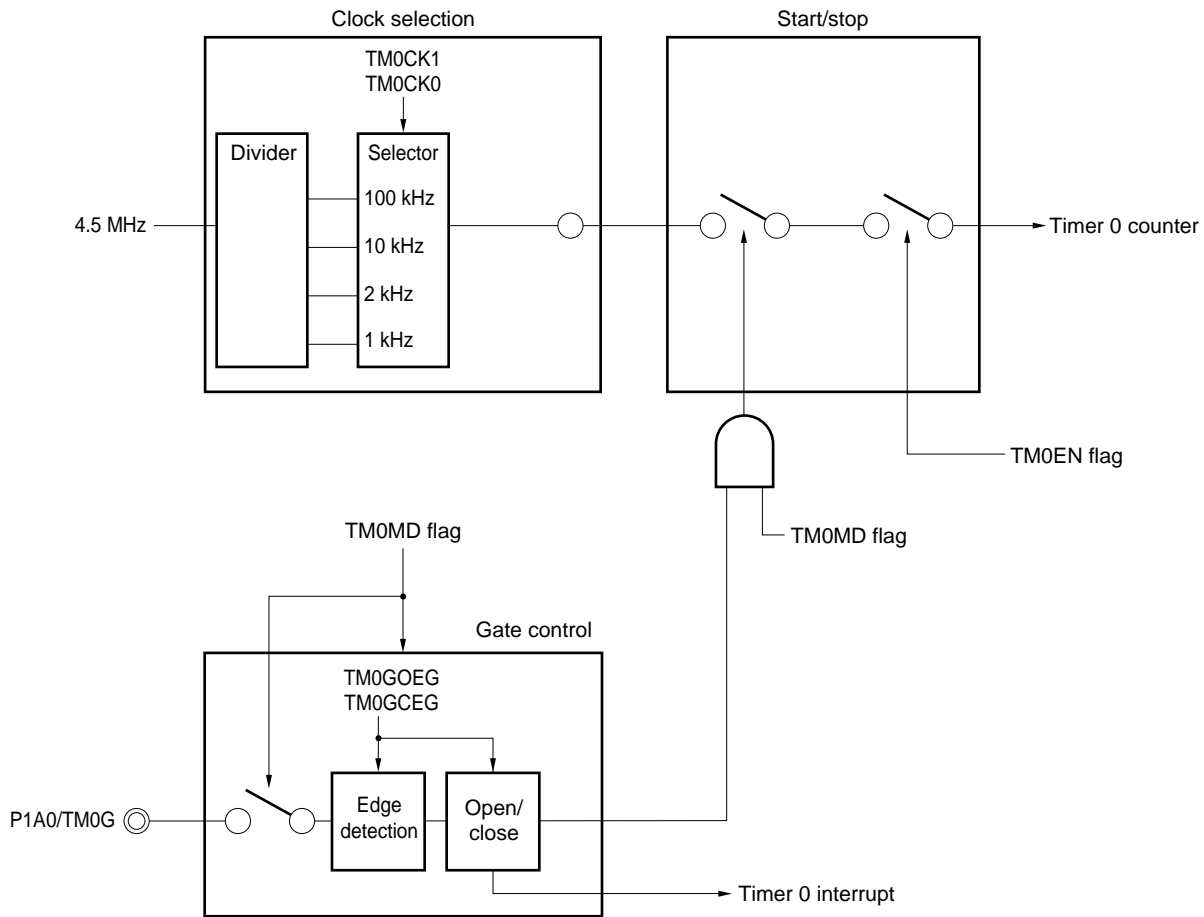 Clock selection
Start/stop
TM0CK1
TM0CK0
Divider
Selector
100 kHz
4.5 MHz
10 kHz
2 kHz
1 kHz
Timer 0 counter
TM0EN flag
TM0MD flag
TM0MD flag
Gate control
TM0GOEG
TM0GCEG
P1A0/TM0G
Edge
detection
Open/
close
Timer 0 interrupt